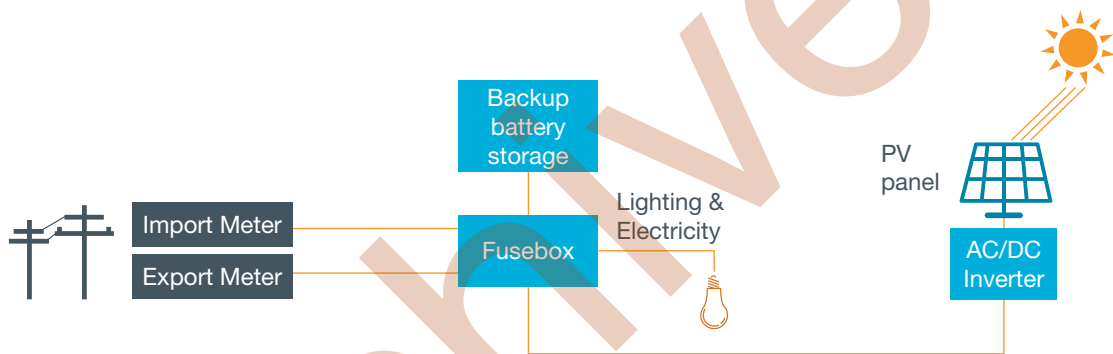 Backup
battery
storage
PV
panel
Lighting &
Electricity
Import Meter
Fusebox
Export Meter
AC/DC
Inverter